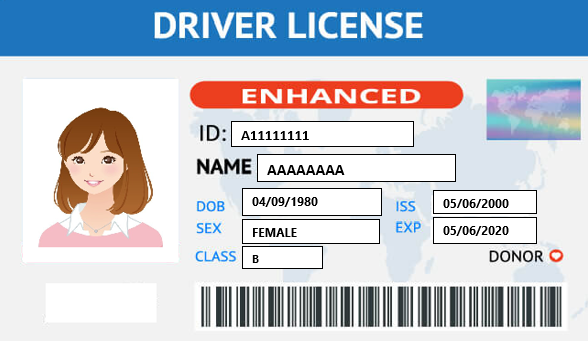 DRIVER LICENSE
ENHANCED
ID: A11111111
NAME AAAAAAAA
DOB 04/09/1980 ISS 05/06/2000
SEX FEMALE EXP 05/06/2020
CLASS B DONOR